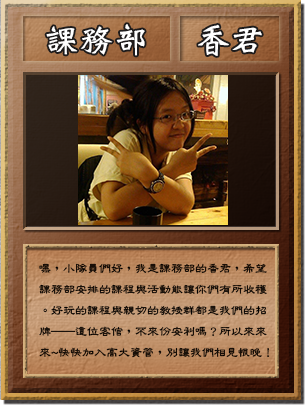 課務部 香君
嘿，小隊員們好，我是課務部的香君，希望
課務部安排的課程與活動能讓你們有所收穫
。好玩的課程與親切的教授群都是我們的招
牌──這位客倌，不來份安利嗎？所以來來
來~快快加入高大資管，別讓我們相見恨晚！